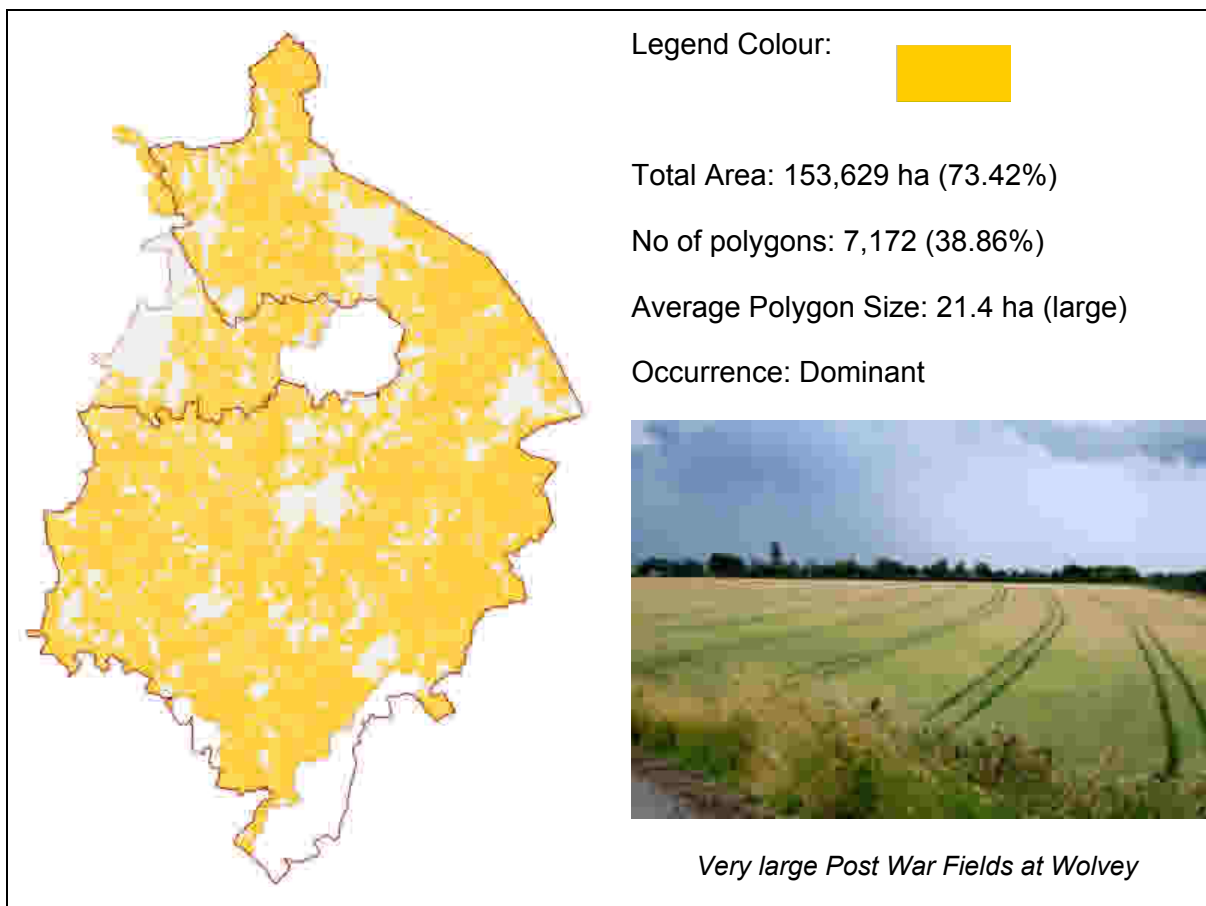 Legend Colour:
Total Area: 153,629 ha (73.42%)
No of polygons: 7,172 (38.86%)
Average Polygon Size: 21.4 ha (large)
Occurrence: Dominant
Very large Post War Fields at Wolvey